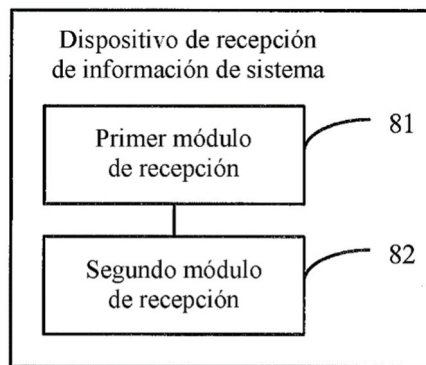 Dispositivo de recepción
de información de sistema
Primer módulo
de recepción
81
Segundo módulo
de recepción
82